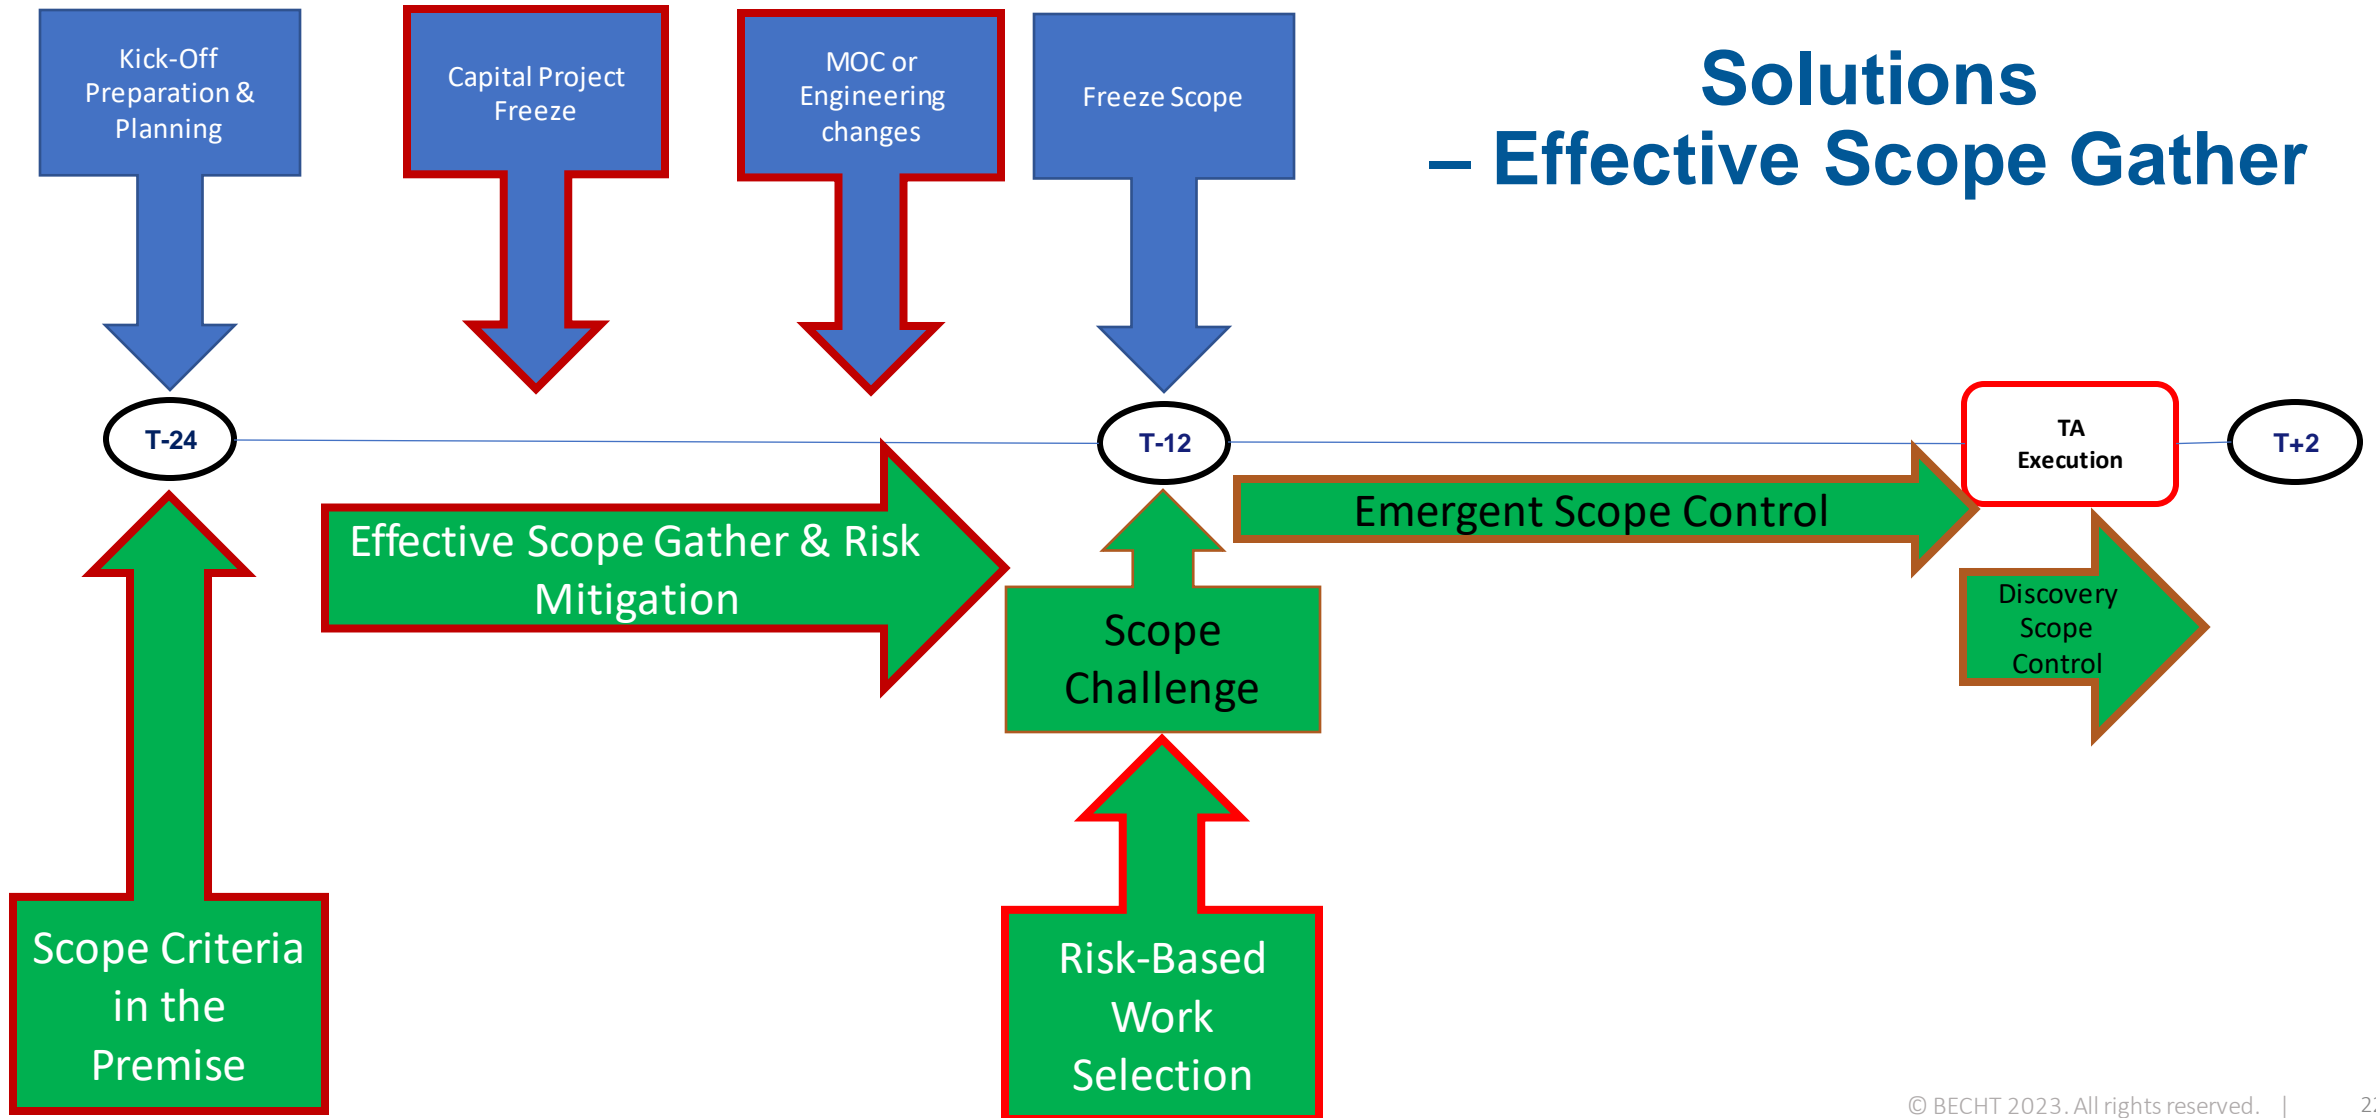 Kick-Off
Preparation &
Planning
Capital Project
Freeze
MOC or
Engineering
changes
Freeze Scope
Solutions
– Effective Scope Gather
T-24
T-12
TA
Execution
T+2
Effective Scope Gather & Risk
Mitigation
Emergent Scope Control
Scope
Challenge
Discovery
Scope
Control
Scope Criteria
in the
Premise
Risk-Based
Work
Selection
© BECHT 2023. All rights reserved. |